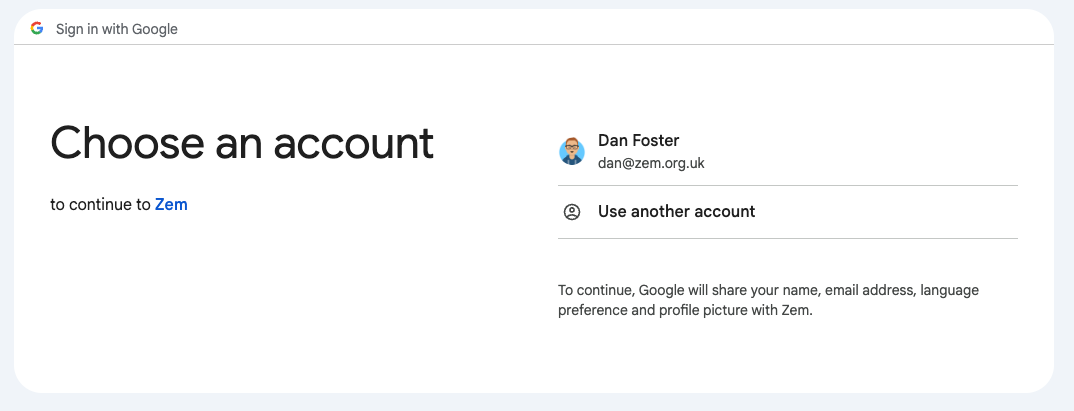 Sign in with Google
Choose an account
to continue to Zem
Dan Foster
dan@zem.org.uk
Use another account
To continue, Google will share your name, email address, language
preference and profile picture with Zem.